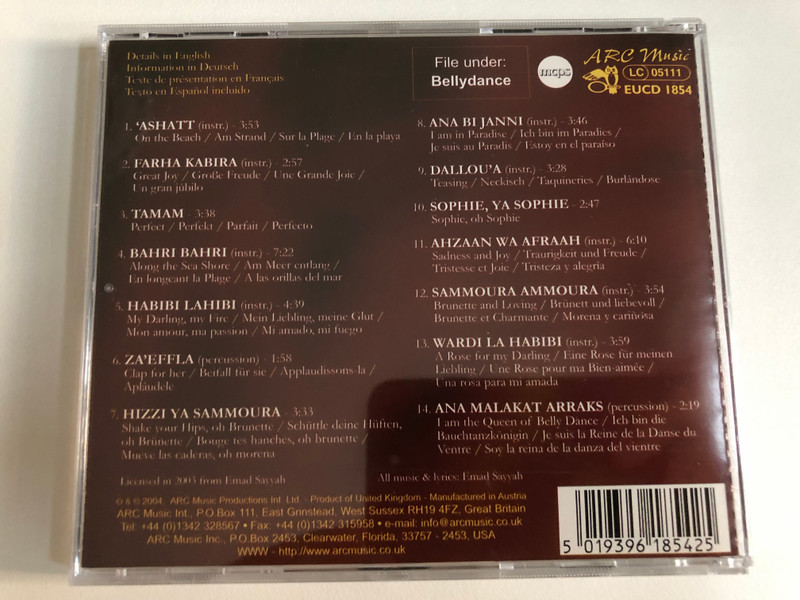 Details in English
Information in Deutsch
Texte de présentation en Français
Texto en Español incluido
File under:
Bellydance
mcps
ARC Music
LC 05111
EUCD 1854
1. 'ASHATT (instr.) - 3:53
On the Beach / Am Strand / Sur la Plage / En la playa
2. FARHA KABIRA (instr.) - 2:57
Great Joy / Große Freude / Une Grande Joie /
Un gran júbilo
3. TAMAM - 3:38
Perfect / Perfekt / Parfait / Perfecto
4. BAHRI BAHRI (instr.) - 7:22
Along the Sea Shore / Am Meer entlang /
En longeant la Plage / A las orillas del mar
5. HABIBI LAHIBI (instr.) - 4:39
My Darling, my Fire / Mein Liebling, meine Glut /
Mon amour, ma passion / Mi amado, mi fuego
6. ZA'EFFLA (percussion) - 1:58
Clap for her / Beifall für sie / Applaudissons-la /
Apláudele
7. HIZZI YA SAMMOURA - 3:33
Shake your Hips, oh Brunette / Schüttle deine Hüften,
oh Brünette / Bouge tes hanches, oh brunette /
Mueve las caderas, oh morena
8. ANA BI JANNI (instr.) - 3:46
I am in Paradise / Ich bin im Paradies /
Je suis au Paradis / Estoy en el paraíso
9. DALLOU'A (instr.) - 3:28
Teasing / Neckisch / Taquineries / Burlándose
10. SOPHIE, YA SOPHIE - 2:47
Sophie, oh Sophie
11. AHZAAN WA AFRAAH (instr.) - 6:10
Sadness and Joy / Traurigkeit und Freude /
Tristesse et Joie / Tristeza y alegría
12. SAMMOURA AMMOURA (instr.) - 3:54
Brunette and Loving / Brünett und liebevoll /
Brunette et Charmante / Morena y cariñosa
13. WARDI LA HABIBI (instr.) - 3:59
A Rose for my Darling / Eine Rose für meinen
Liebling / Une Rose pour ma Bien-aimée /
Una rosa para mi amada
14. ANA MALAKAT ARRAKS (percussion) - 2:19
I am the Queen of Belly Dance / Ich bin die
Bauchtanzkönigin / Je suis la Reine de la Danse du
Ventre / Soy la reina de la danza del vientre
Licensed in 2003 from Emad Sayyah
All music & lyrics: Emad Sayyah
℗ & © 2004, ARC Music Productions Int. Ltd. - Product of United Kingdom - Manufactured in Austria
ARC Music Int., P.O.Box 111, East Grinstead, West Sussex RH19 4FZ, Great Britain
Tel: +44 (0)1342 328567 • Fax: +44 (0)1342 315958 • e-mail: info@arcmusic.co.uk
ARC Music Inc., P.O.Box 2453, Clearwater, Florida, 33757 - 2453, USA
WWW - http://www.arcmusic.co.uk
5 019396 185425